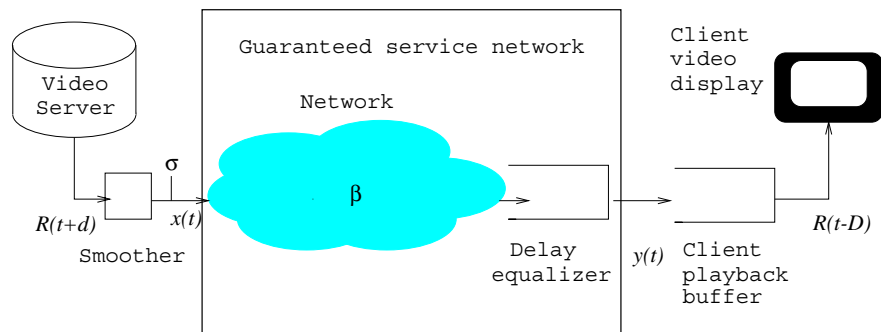 Guaranteed service network
Client
video
display
Video
Server
Network
σ
β
R(t+d)
x(t)
Smoother
Delay
equalizer
y(t)
Client
playback
buffer
R(t-D)